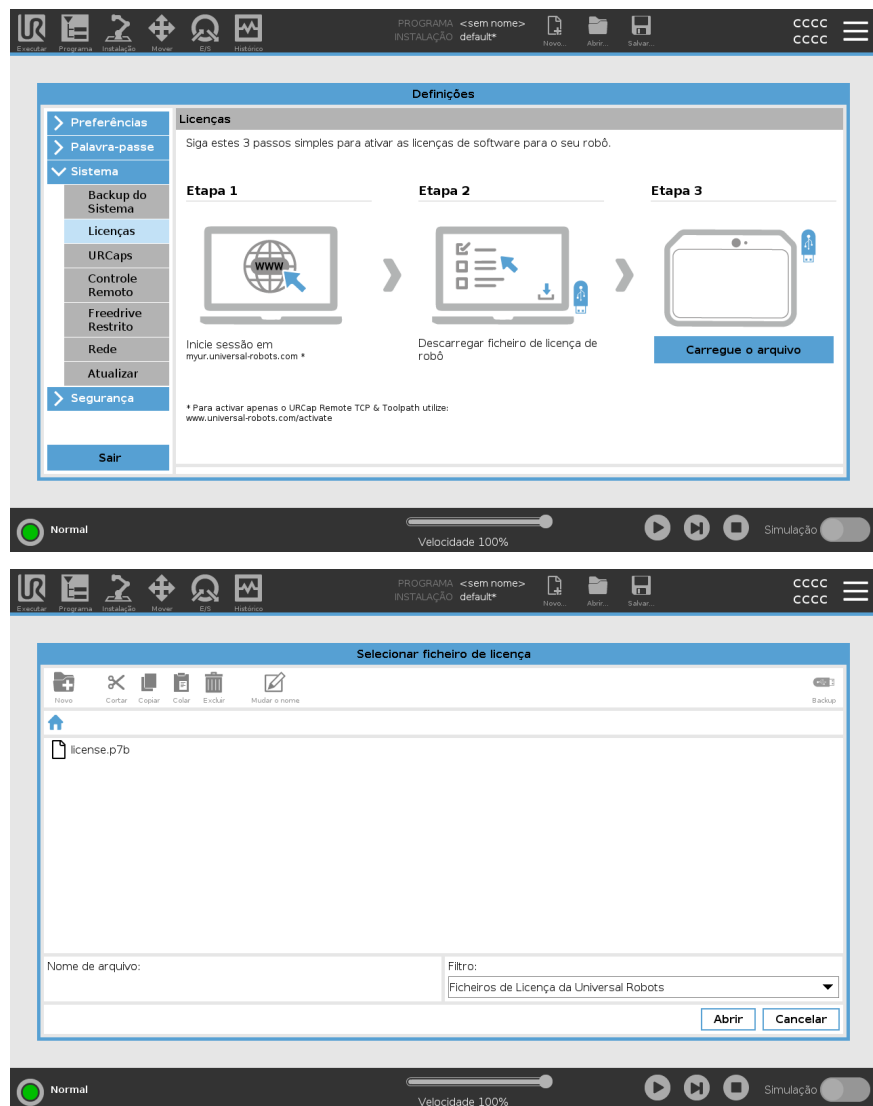 PROGRAMA <sem nome>
INSTALAÇÃO default*
CCCC
CCCC
Executar Programa Instalação Mover E/S Histórico Novo... Abrir... Salvar...
Definições
Preferências
Palavra-passe
Sistema
Backup do
Sistema
Licenças
URCaps
Controle
Remoto
Freedrive
Restrito
Rede
Atualizar
Segurança
Sair
Licenças
Siga estes 3 passos simples para ativar as licenças de software para o seu robô.
Etapa 1
www
Inicie sessão em
myur.universal-robots.com *
Etapa 2
Descarregar ficheiro de licença de
robô
Etapa 3
Carregue o arquivo
* Para activar apenas o URCap Remote TCP & Toolpath utilize:
www.universal-robots.com/activate
Normal
Velocidade 100%
Simulação
PROGRAMA <sem nome>
INSTALAÇÃO default*
CCCC
CCCC
Executar Programa Instalação Mover E/S Histórico Novo... Abrir... Salvar...
Selecionar ficheiro de licença
Novo Cortar Copiar Colar Excluir Mudar o nome Backup
license.p7b
Nome de arquivo:
Filtro:
Ficheiros de Licença da Universal Robots
Abrir Cancelar
Normal
Velocidade 100%
Simulação